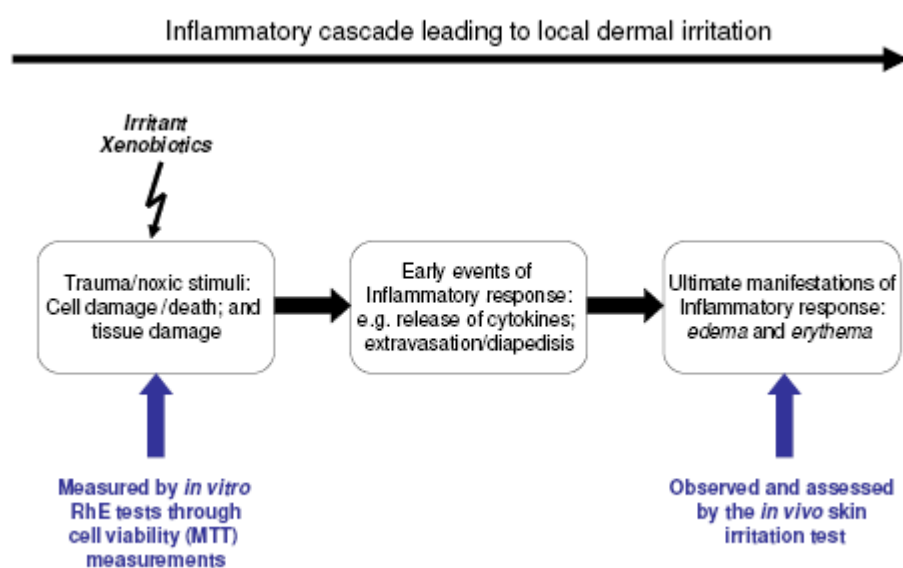 Inflammatory cascade leading to local dermal irritation
Irritant
Xenobiotics
Trauma/noxic stimuli:
Cell damage/death; and
tissue damage
Early events of
Inflammatory response:
e.g. release of cytokines;
extravasation/diapedisis
Ultimate manifestations of
Inflammatory response:
edema and erythema
Measured by in vitro
RhE tests through
cell viability (MTT)
measurements
Observed and assessed
by the in vivo skin
irritation test